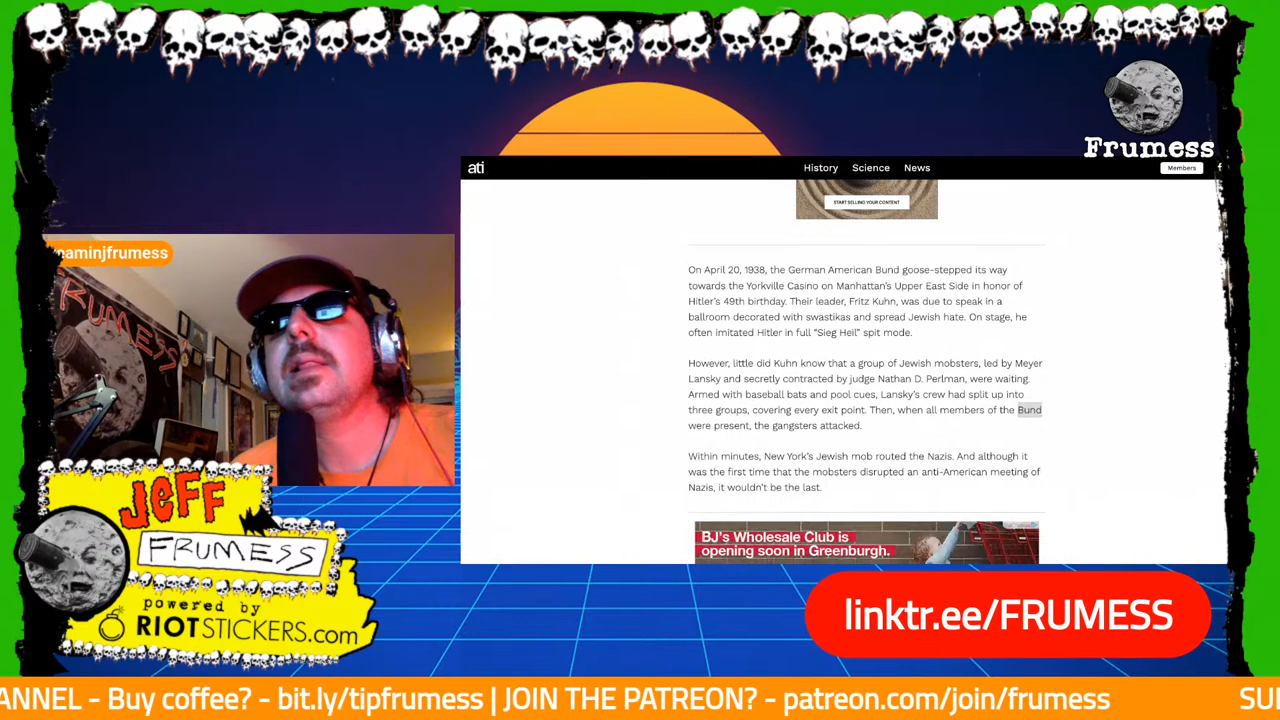 Frumess
ati
History Science News
Members
f
START SELLING YOUR CONTENT
On April 20, 1938, the German American Bund goose-stepped its way
towards the Yorkville Casino on Manhattan's Upper East Side in honor of
Hitler's 49th birthday. Their leader, Fritz Kuhn, was due to speak in a
ballroom decorated with swastikas and spread Jewish hate. On stage, he
often imitated Hitler in full “Sieg Heil” spit mode.
However, little did Kuhn know that a group of Jewish mobsters, led by Meyer
Lansky and secretly contracted by judge Nathan D. Perlman, were waiting.
Armed with baseball bats and pool cues, Lansky's crew had split up into
three groups, covering every exit point. Then, when all members of the Bund
were present, the gangsters attacked.
Within minutes, New York's Jewish mob routed the Nazis. And although it
was the first time that the mobsters disrupted an anti-American meeting of
Nazis, it wouldn't be the last.
BJ's Wholesale Club is
opening soon in Greenburgh.
eaminjfrumess
RUMESS
JEFF
FRUMESS
powered by
RIOTSTICKERS.com
linktr.ee/FRUMESS
ANNEL - Buy coffee? - bit.ly/tipfrumess | JOIN THE PATREON? - patreon.com/join/frumess SU